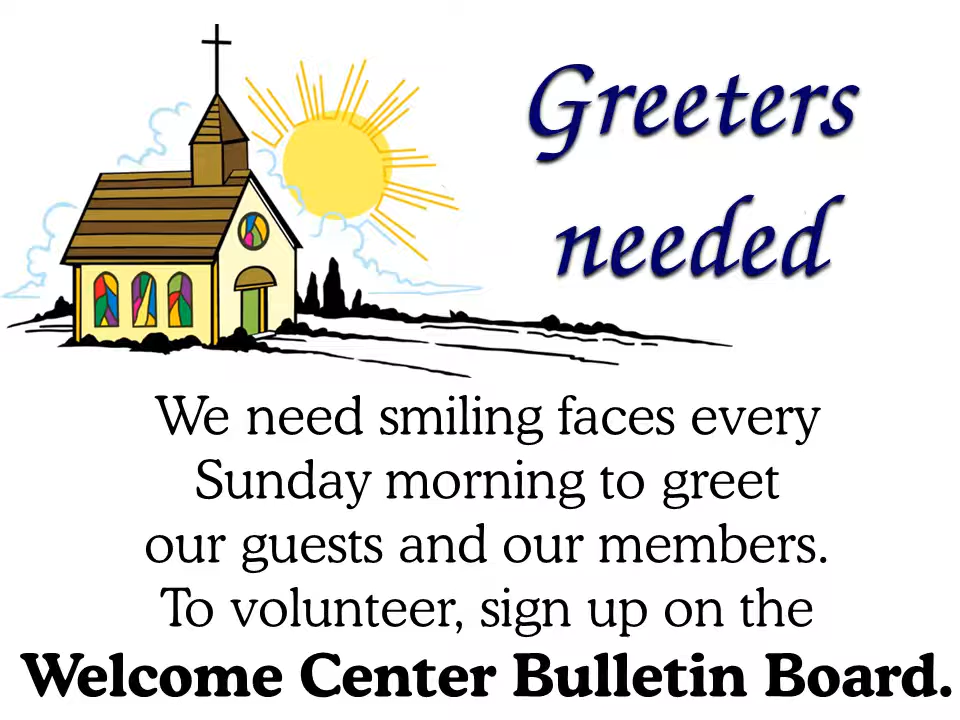 Greeters
needed
We need smiling faces every
Sunday morning to greet
our guests and our members.
To volunteer, sign up on the
Welcome Center Bulletin Board.